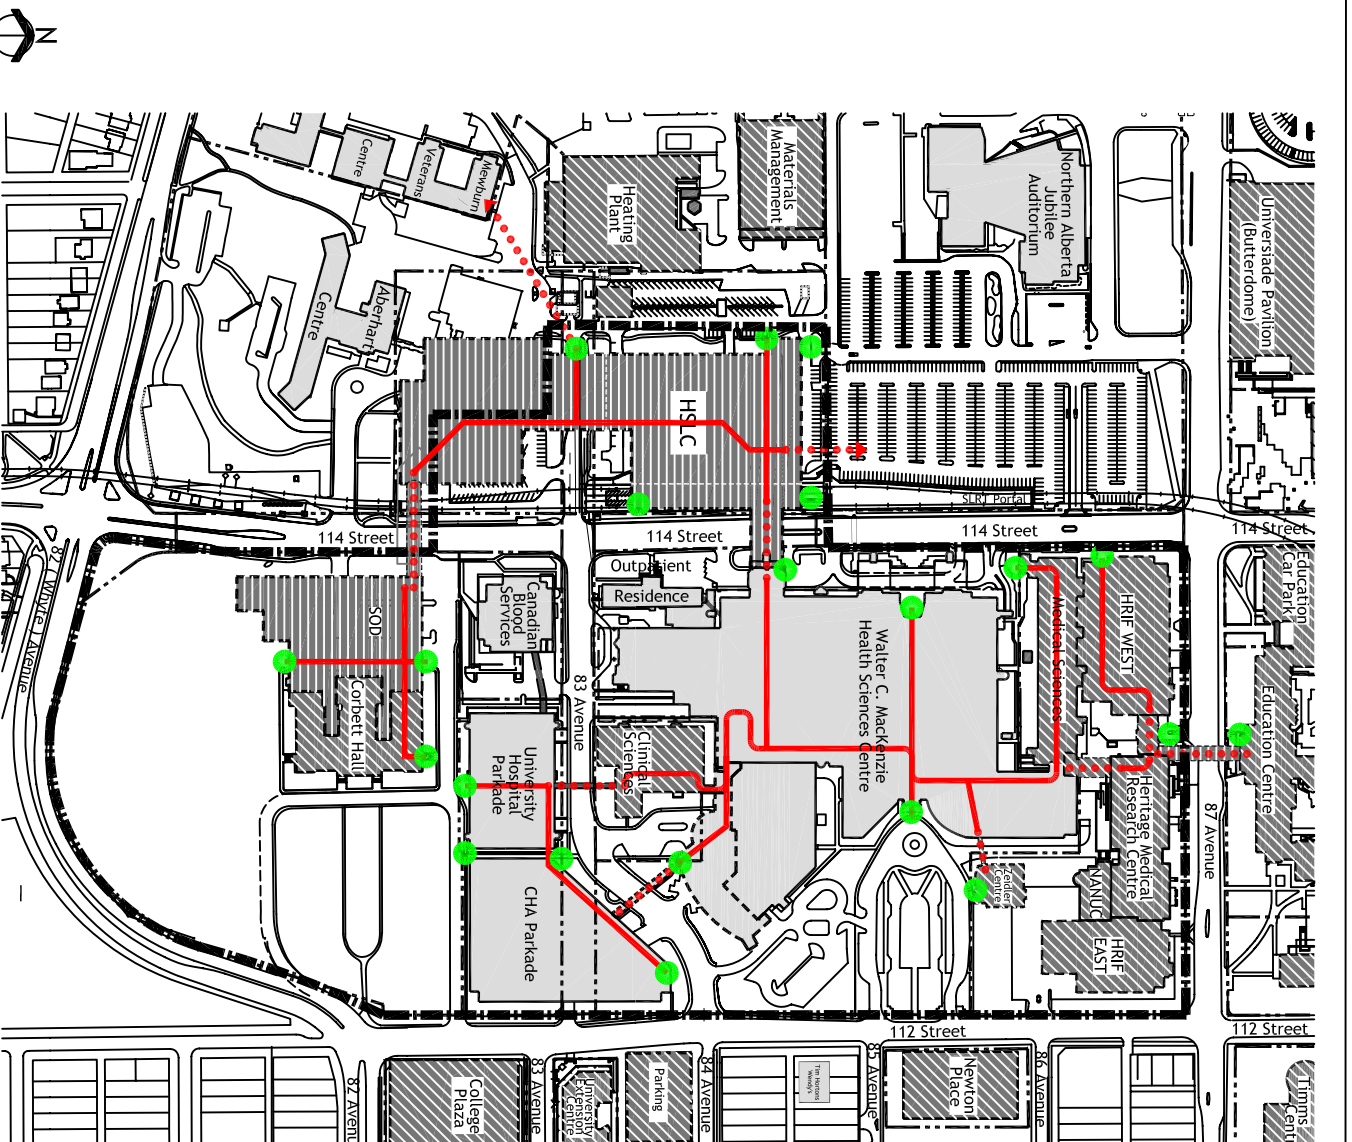 N
Mewburn
Veterans
Centre
Heating
Plant
Materials
Management
Northern Alberta
Jubilee
Auditorium
Universiade Pavilion
(Butterdome)
Aberhart
Centre
HSLC
SLRT Portal
114 Street
114 Street
114 Street
114 Street
82 ( Whyte ) Avenue
SOD
Corbett Hall
Canadian
Blood
Services
Outpatient
Residence
83 Avenue
Walter C. MacKenzie
Health Sciences Centre
Medical Sciences
HRIF WEST
Education
Car Park
Education Centre
University
Hospital
Parkade
Clinical
Sciences
CHA Parkade
Zeidler
Centre
NANUC
Heritage Medical
Research Centre
HRIF
EAST
87 Avenue
112 Street
112 Street
82 Avenue
College
Plaza
83 Avenue
University
Extension
Centre
Parking
84 Avenue
Tim Hortons
Wendy's
85 Avenue
Newton
Place
86 Avenue
Timms
Cent